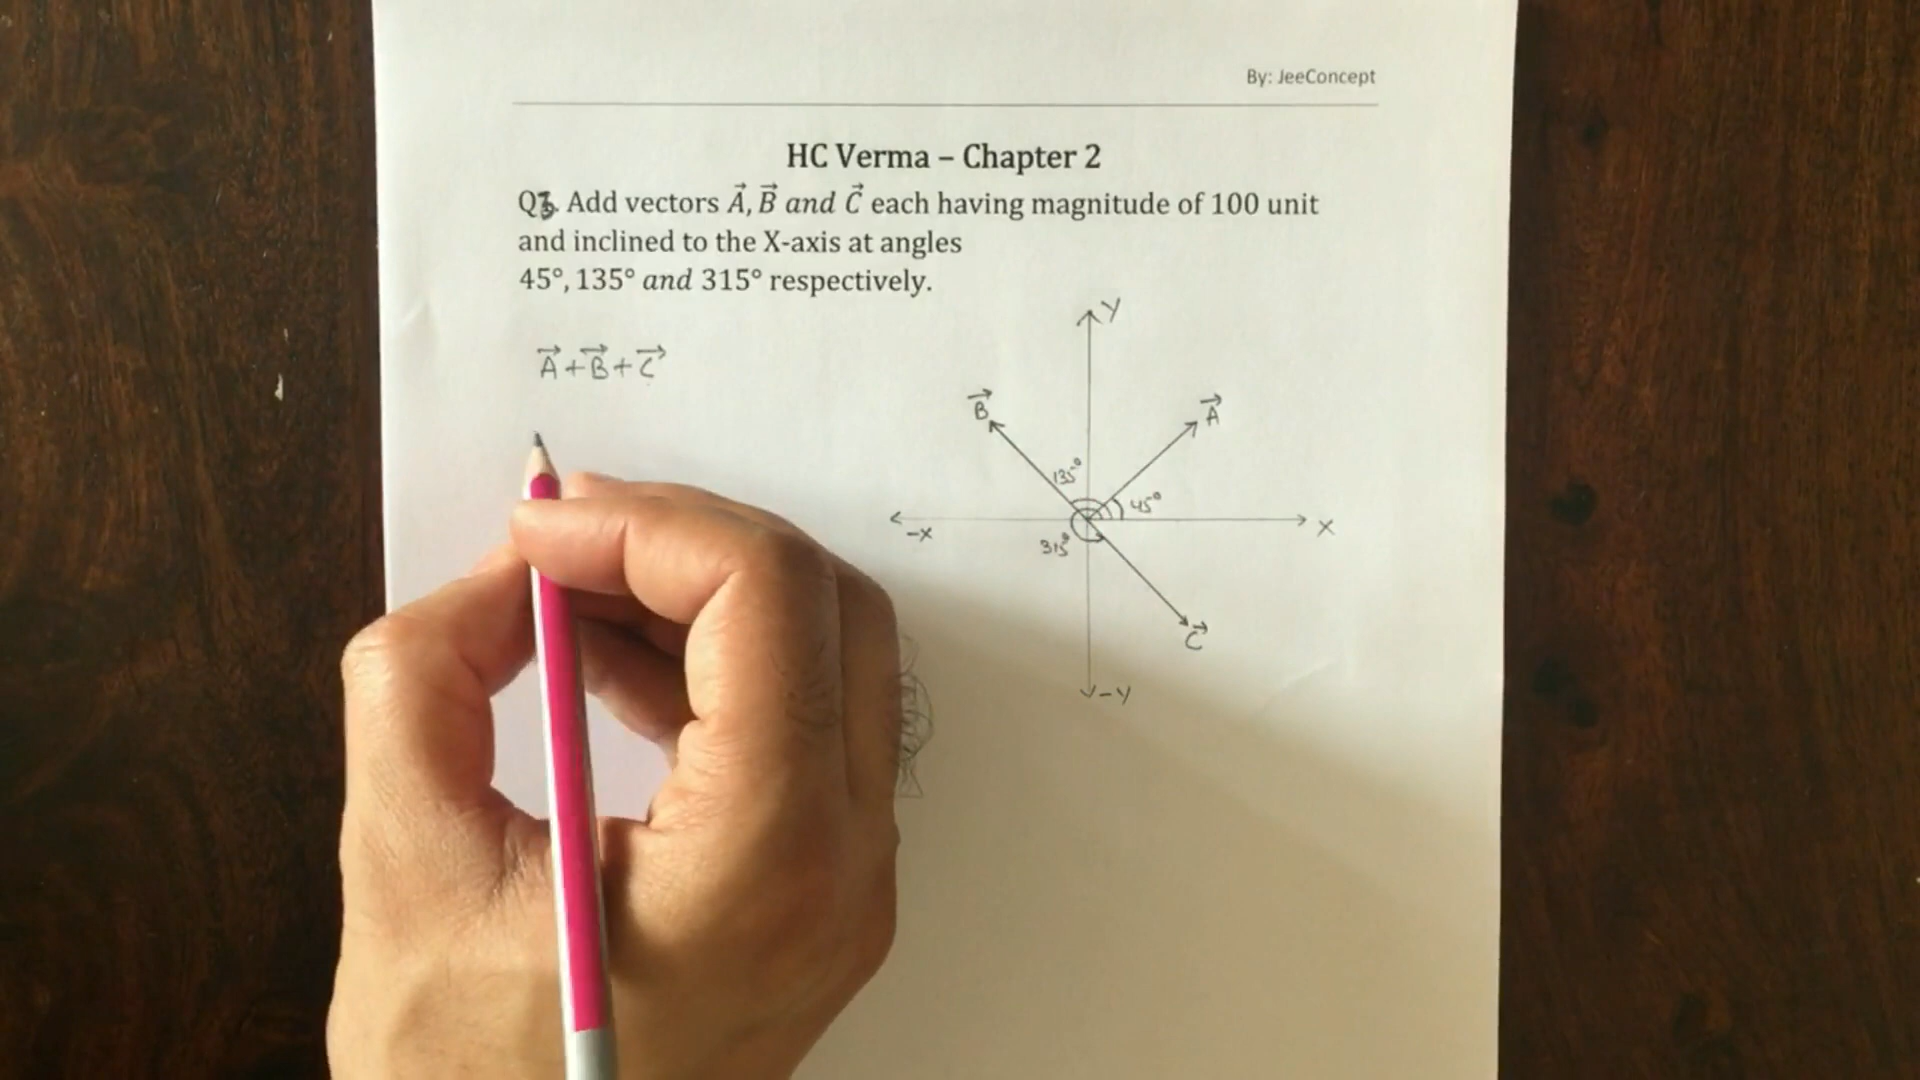 By: JeeConcept
HC Verma – Chapter 2
Q3. Add vectors A⃗, B⃗ and C⃗ each having magnitude of 100 unit
and inclined to the X-axis at angles
45°, 135° and 315° respectively.
A⃗+B⃗+C⃗
Y
B⃗
A⃗
135°
45°
-X
X
315°
C⃗
-Y